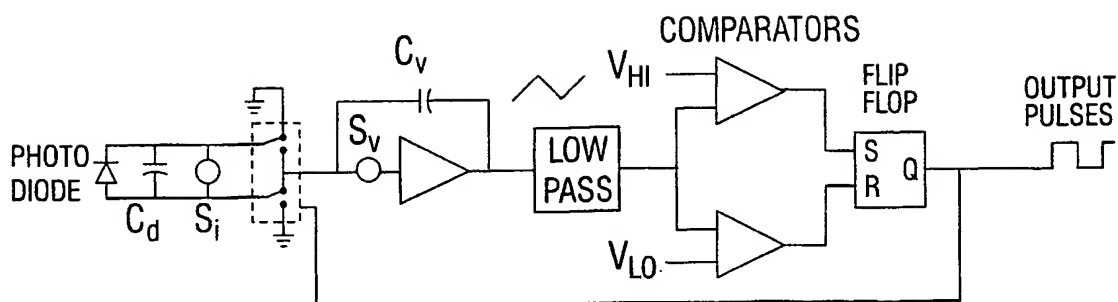 COMPARATORS
C_v
V_HI
FLIP
FLOP
OUTPUT
PULSES
PHOTO
DIODE
S_v
LOW
PASS
S
Q
R
C_d
S_i
V_LO